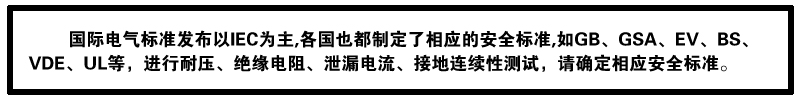 国际电气标准发布以IEC为主,各国也都制定了相应的安全标准,如GB、GSA、EV、BS、
VDE、UL等，进行耐压、绝缘电阻、泄漏电流、接地连续性测试，请确定相应安全标准。